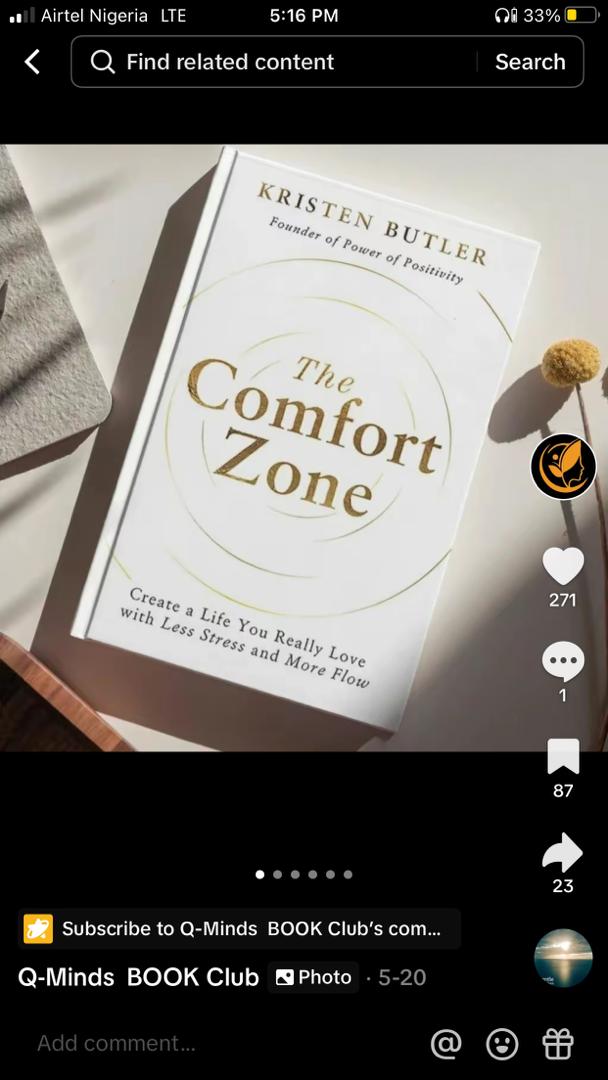 Airtel Nigeria LTE 5:16 PM 33%
Find related content Search
KRISTEN BUTLER
Founder of Power of Positivity
The
Comfort
Zone
Create a Life You Really Love
with Less Stress and More Flow
271
1
87
23
Subscribe to Q-Minds BOOK Club's com...
Q-Minds BOOK Club Photo · 5-20
Add comment...